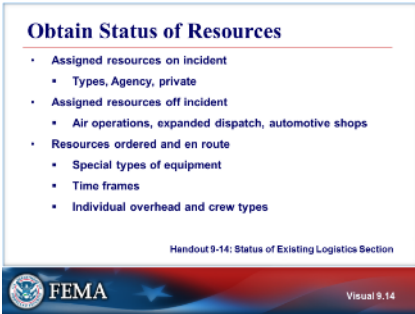 Obtain Status of Resources
• Assigned resources on incident
▪ Types, Agency, private
• Assigned resources off incident
▪ Air operations, expanded dispatch, automotive shops
• Resources ordered and en route
▪ Special types of equipment
▪ Time frames
▪ Individual overhead and crew types
Handout 9-14: Status of Existing Logistics Section
FEMA
Visual 9.14